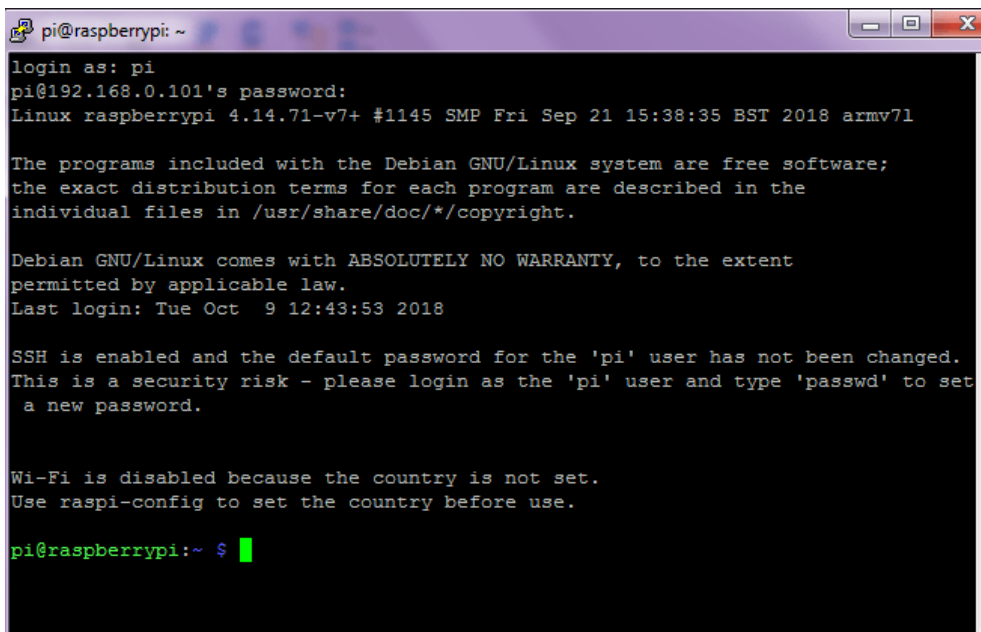 pi@raspberrypi: ~
login as: pi
pi@192.168.0.101's password:
Linux raspberrypi 4.14.71-v7+ #1145 SMP Fri Sep 21 15:38:35 BST 2018 armv7l
The programs included with the Debian GNU/Linux system are free software;
the exact distribution terms for each program are described in the
individual files in /usr/share/doc/*/copyright.
Debian GNU/Linux comes with ABSOLUTELY NO WARRANTY, to the extent
permitted by applicable law.
Last login: Tue Oct  9 12:43:53 2018
SSH is enabled and the default password for the 'pi' user has not been changed.
This is a security risk - please login as the 'pi' user and type 'passwd' to set
 a new password.
Wi-Fi is disabled because the country is not set.
Use raspi-config to set the country before use.
pi@raspberrypi:~ $